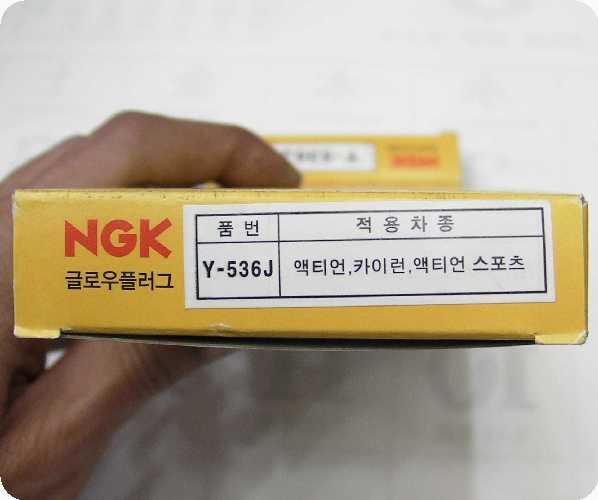 NGK
글로우플러그
품 번 적 용 차 종
Y-536J 액티언,카이런,액티언 스포츠
NGK